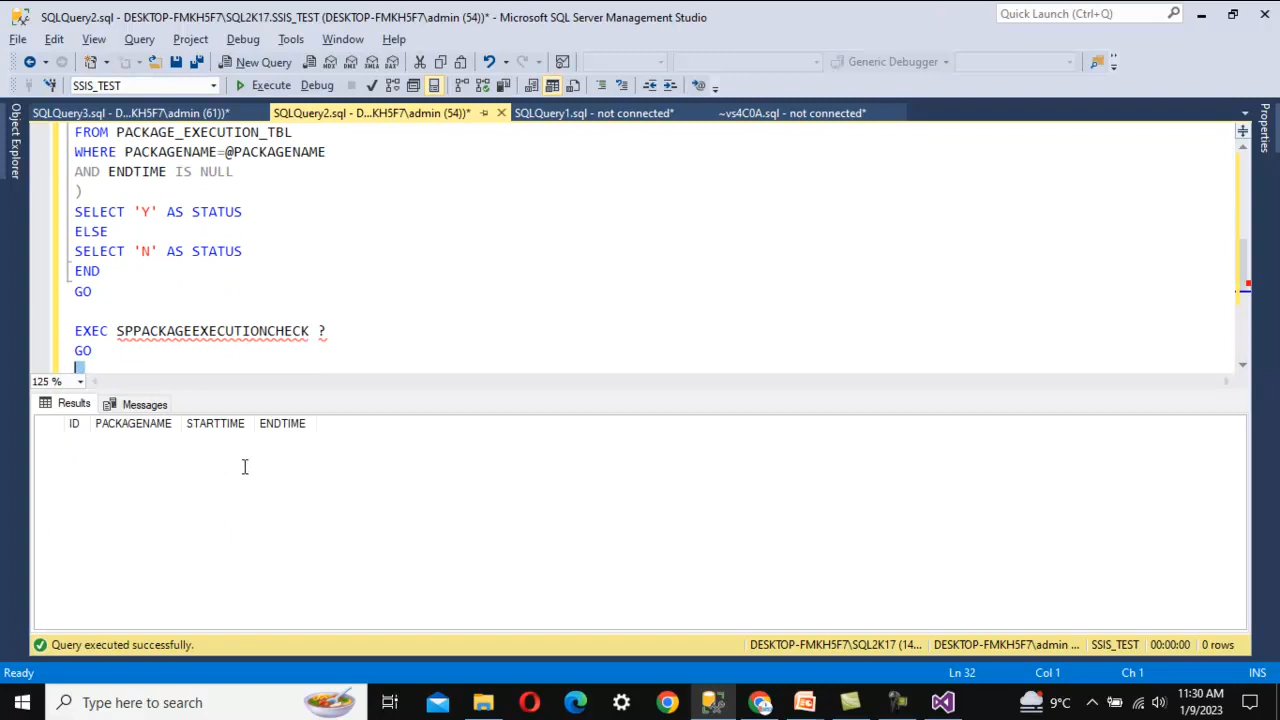 SQLQuery2.sql - DESKTOP-FMKH5F7\SQL2K17.SSIS_TEST (DESKTOP-FMKH5F7\admin (54))* - Microsoft SQL Server Management Studio
Quick Launch (Ctrl+Q)
File Edit View Query Project Debug Tools Window Help
New Query
Generic Debugger
SSIS_TEST
Execute Debug
SQLQuery3.sql - D...KH5F7\admin (61))*
SQLQuery2.sql - D...KH5F7\admin (54))*
SQLQuery1.sql - not connected*
~vs4C0A.sql - not connected*
Object Explorer
Properties
FROM PACKAGE_EXECUTION_TBL
WHERE PACKAGENAME=@PACKAGENAME
AND ENDTIME IS NULL
)
SELECT 'Y' AS STATUS
ELSE
SELECT 'N' AS STATUS
END
GO
EXEC SPPACKAGEEXECUTIONCHECK ?
GO
125 %
Results Messages
ID PACKAGENAME STARTTIME ENDTIME
Query executed successfully.
DESKTOP-FMKH5F7\SQL2K17 (14... DESKTOP-FMKH5F7\admin ... SSIS_TEST 00:00:00 0 rows
Ready
Ln 32 Col 1 Ch 1 INS
Type here to search
9°C
11:30 AM
1/9/2023